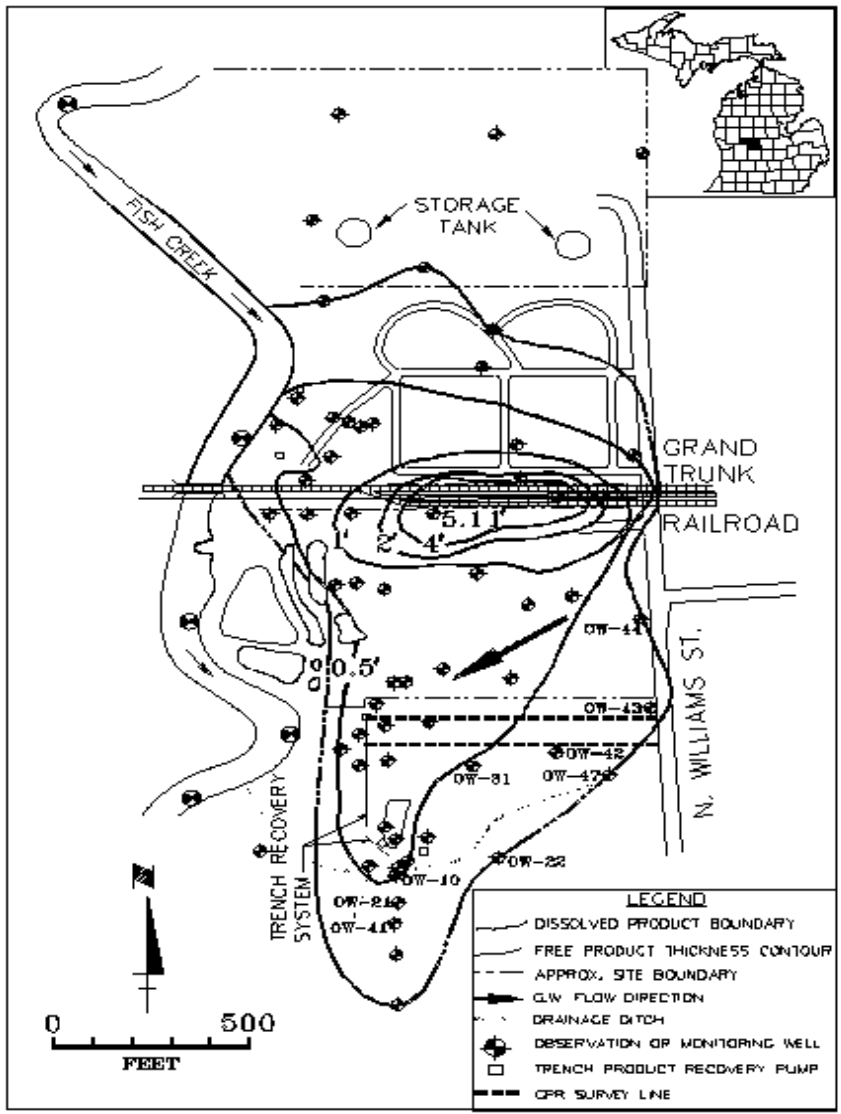 STORAGE
TANK
FISH CREEK
GRAND
TRUNK
RAILROAD
5.11'
1'
2'
4'
OW-44
0.5'
N. WILLIAMS ST.
OW-43
OW-42
OW-31
OW-47
OW-22
OW-10
OW-21
OW-41
TRENCH RECOVERY
SYSTEM
N
0 500
FEET
LEGEND
DISSOLVED PRODUCT BOUNDARY
FREE PRODUCT THICKNESS CONTOUR
APPROX. SITE BOUNDARY
G.W. FLOW DIRECTION
DRAINAGE DITCH
OBSERVATION OR MONITORING WELL
TRENCH PRODUCT RECOVERY PUMP
GPR SURVEY LINE